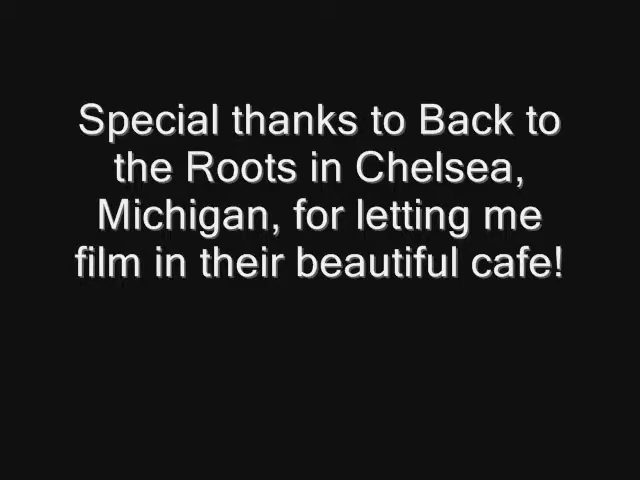 Special thanks to Back to
the Roots in Chelsea,
Michigan, for letting me
film in their beautiful cafe!